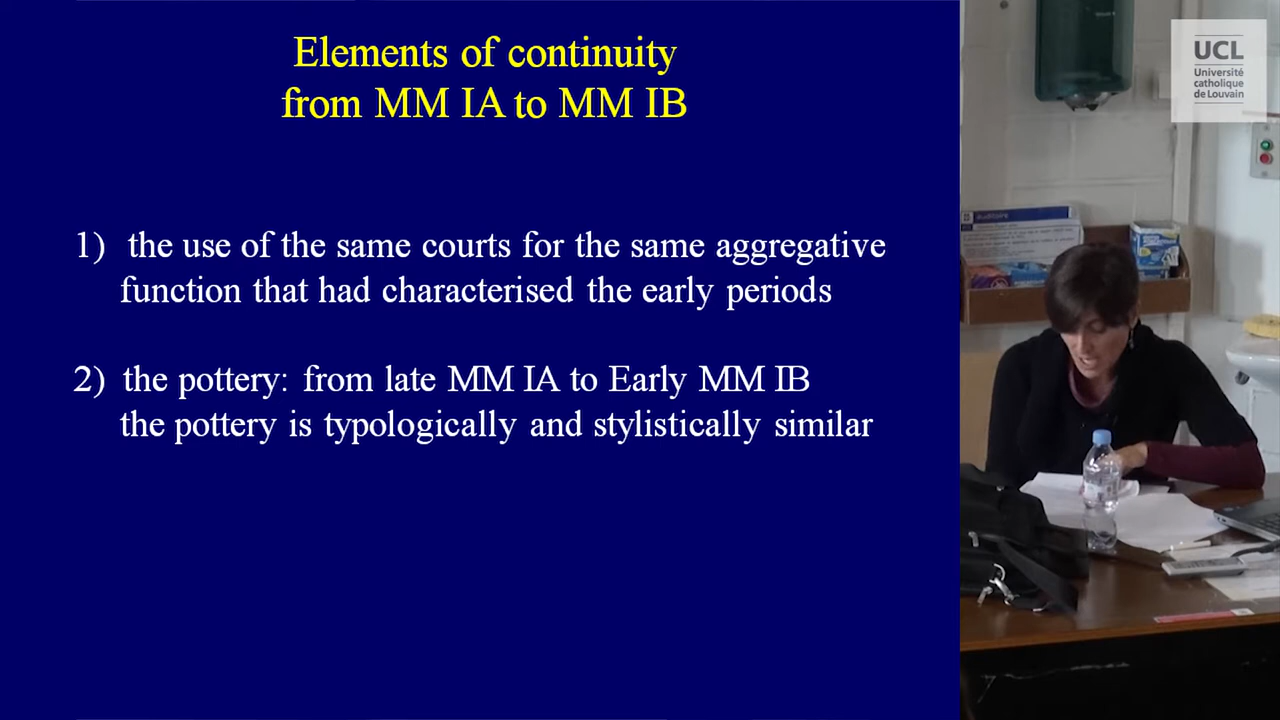 Elements of continuity
from MM IA to MM IB
1) the use of the same courts for the same aggregative
function that had characterised the early periods
2) the pottery: from late MM IA to Early MM IB
the pottery is typologically and stylistically similar
UCL
Université
catholique
de Louvain